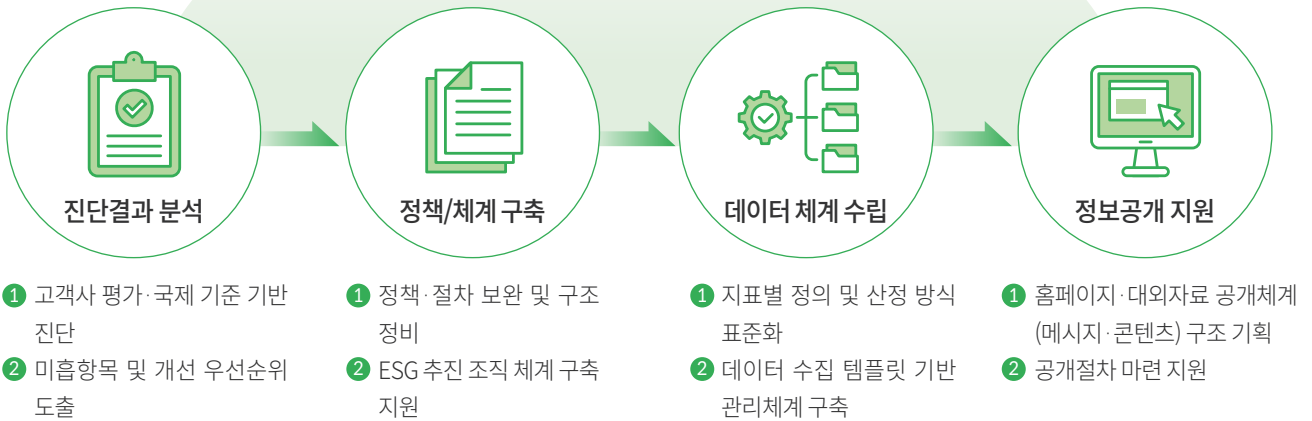 진단결과 분석
정책/체계 구축
데이터 체계 수립
정보공개 지원
1 고객사 평가·국제 기준 기반
진단
2 미흡항목 및 개선 우선순위
도출
1 정책·절차 보완 및 구조
정비
2 ESG 추진 조직 체계 구축
지원
1 지표별 정의 및 산정 방식
표준화
2 데이터 수집 템플릿 기반
관리체계 구축
1 홈페이지·대외자료 공개체계
(메시지·콘텐츠) 구조 기획
2 공개절차 마련 지원